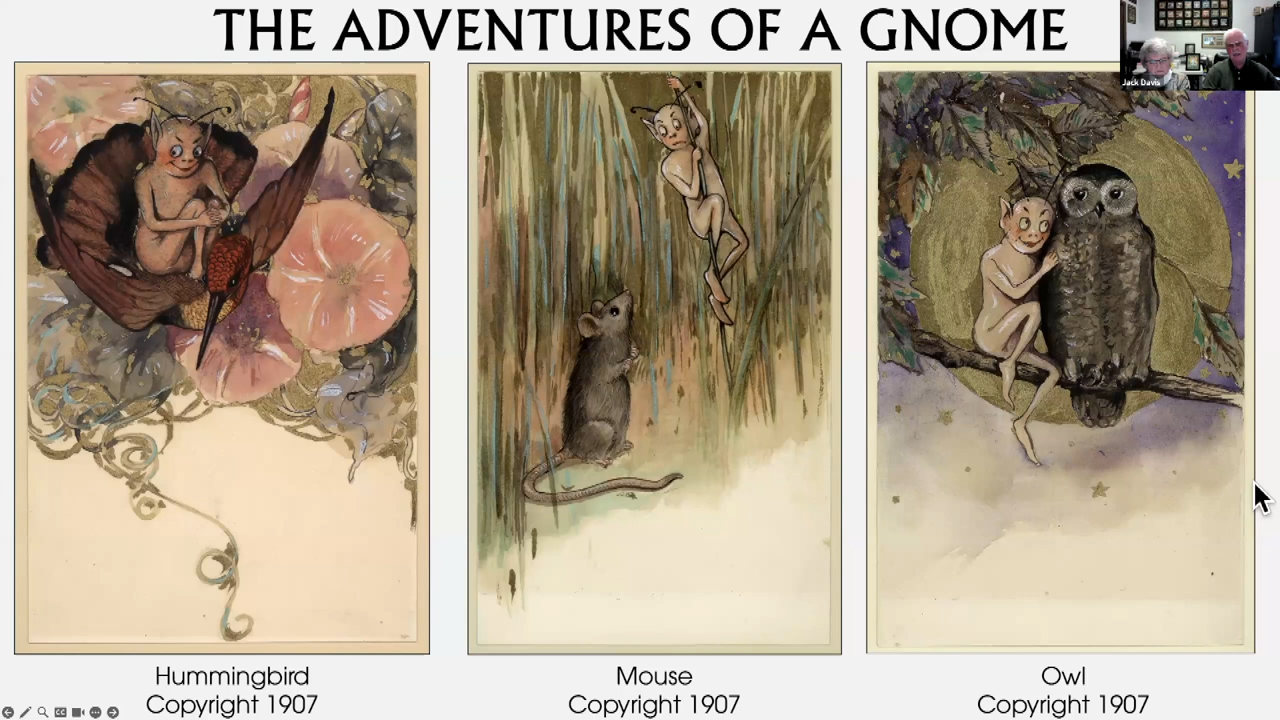 THE ADVENTURES OF A GNOME
Jack Davis
Hummingbird
Copyright 1907
Mouse
Copyright 1907
Owl
Copyright 1907